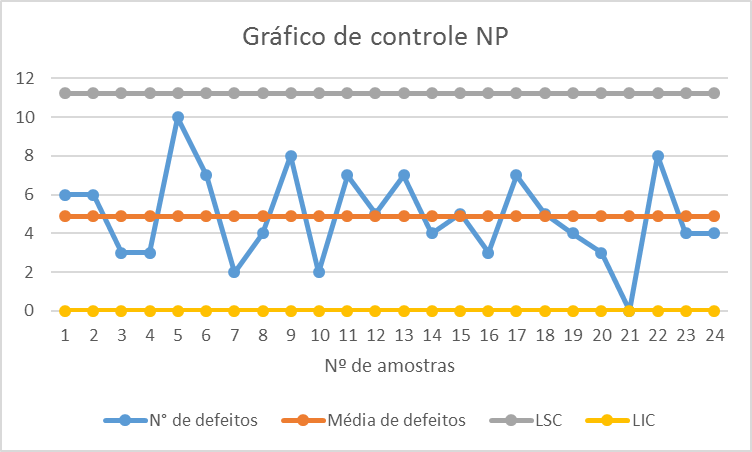 Gráfico de controle NP
12
10
8
6
4
2
0
1 2 3 4 5 6 7 8 9 10 11 12 13 14 15 16 17 18 19 20 21 22 23 24
Nº de amostras
N° de defeitos Média de defeitos LSC LIC